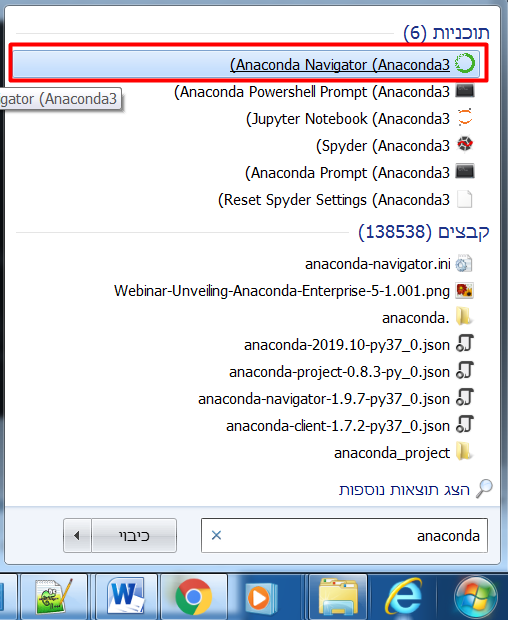 תוכניות (6)
(Anaconda Navigator (Anaconda3
gator (Anaconda3
(Anaconda Powershell Prompt (Anaconda3
(Jupyter Notebook (Anaconda3
(Spyder (Anaconda3
(Anaconda Prompt (Anaconda3
(Reset Spyder Settings (Anaconda3
קבצים (138538)
anaconda-navigator.ini
Webinar-Unveiling-Anaconda-Enterprise-5-1.001.png
anaconda.
anaconda-2019.10-py37_0.json
anaconda-project-0.8.3-py_0.json
anaconda-navigator-1.9.7-py37_0.json
anaconda-client-1.7.2-py37_0.json
anaconda_project
הצג תוצאות נוספות
anaconda
כיבוי